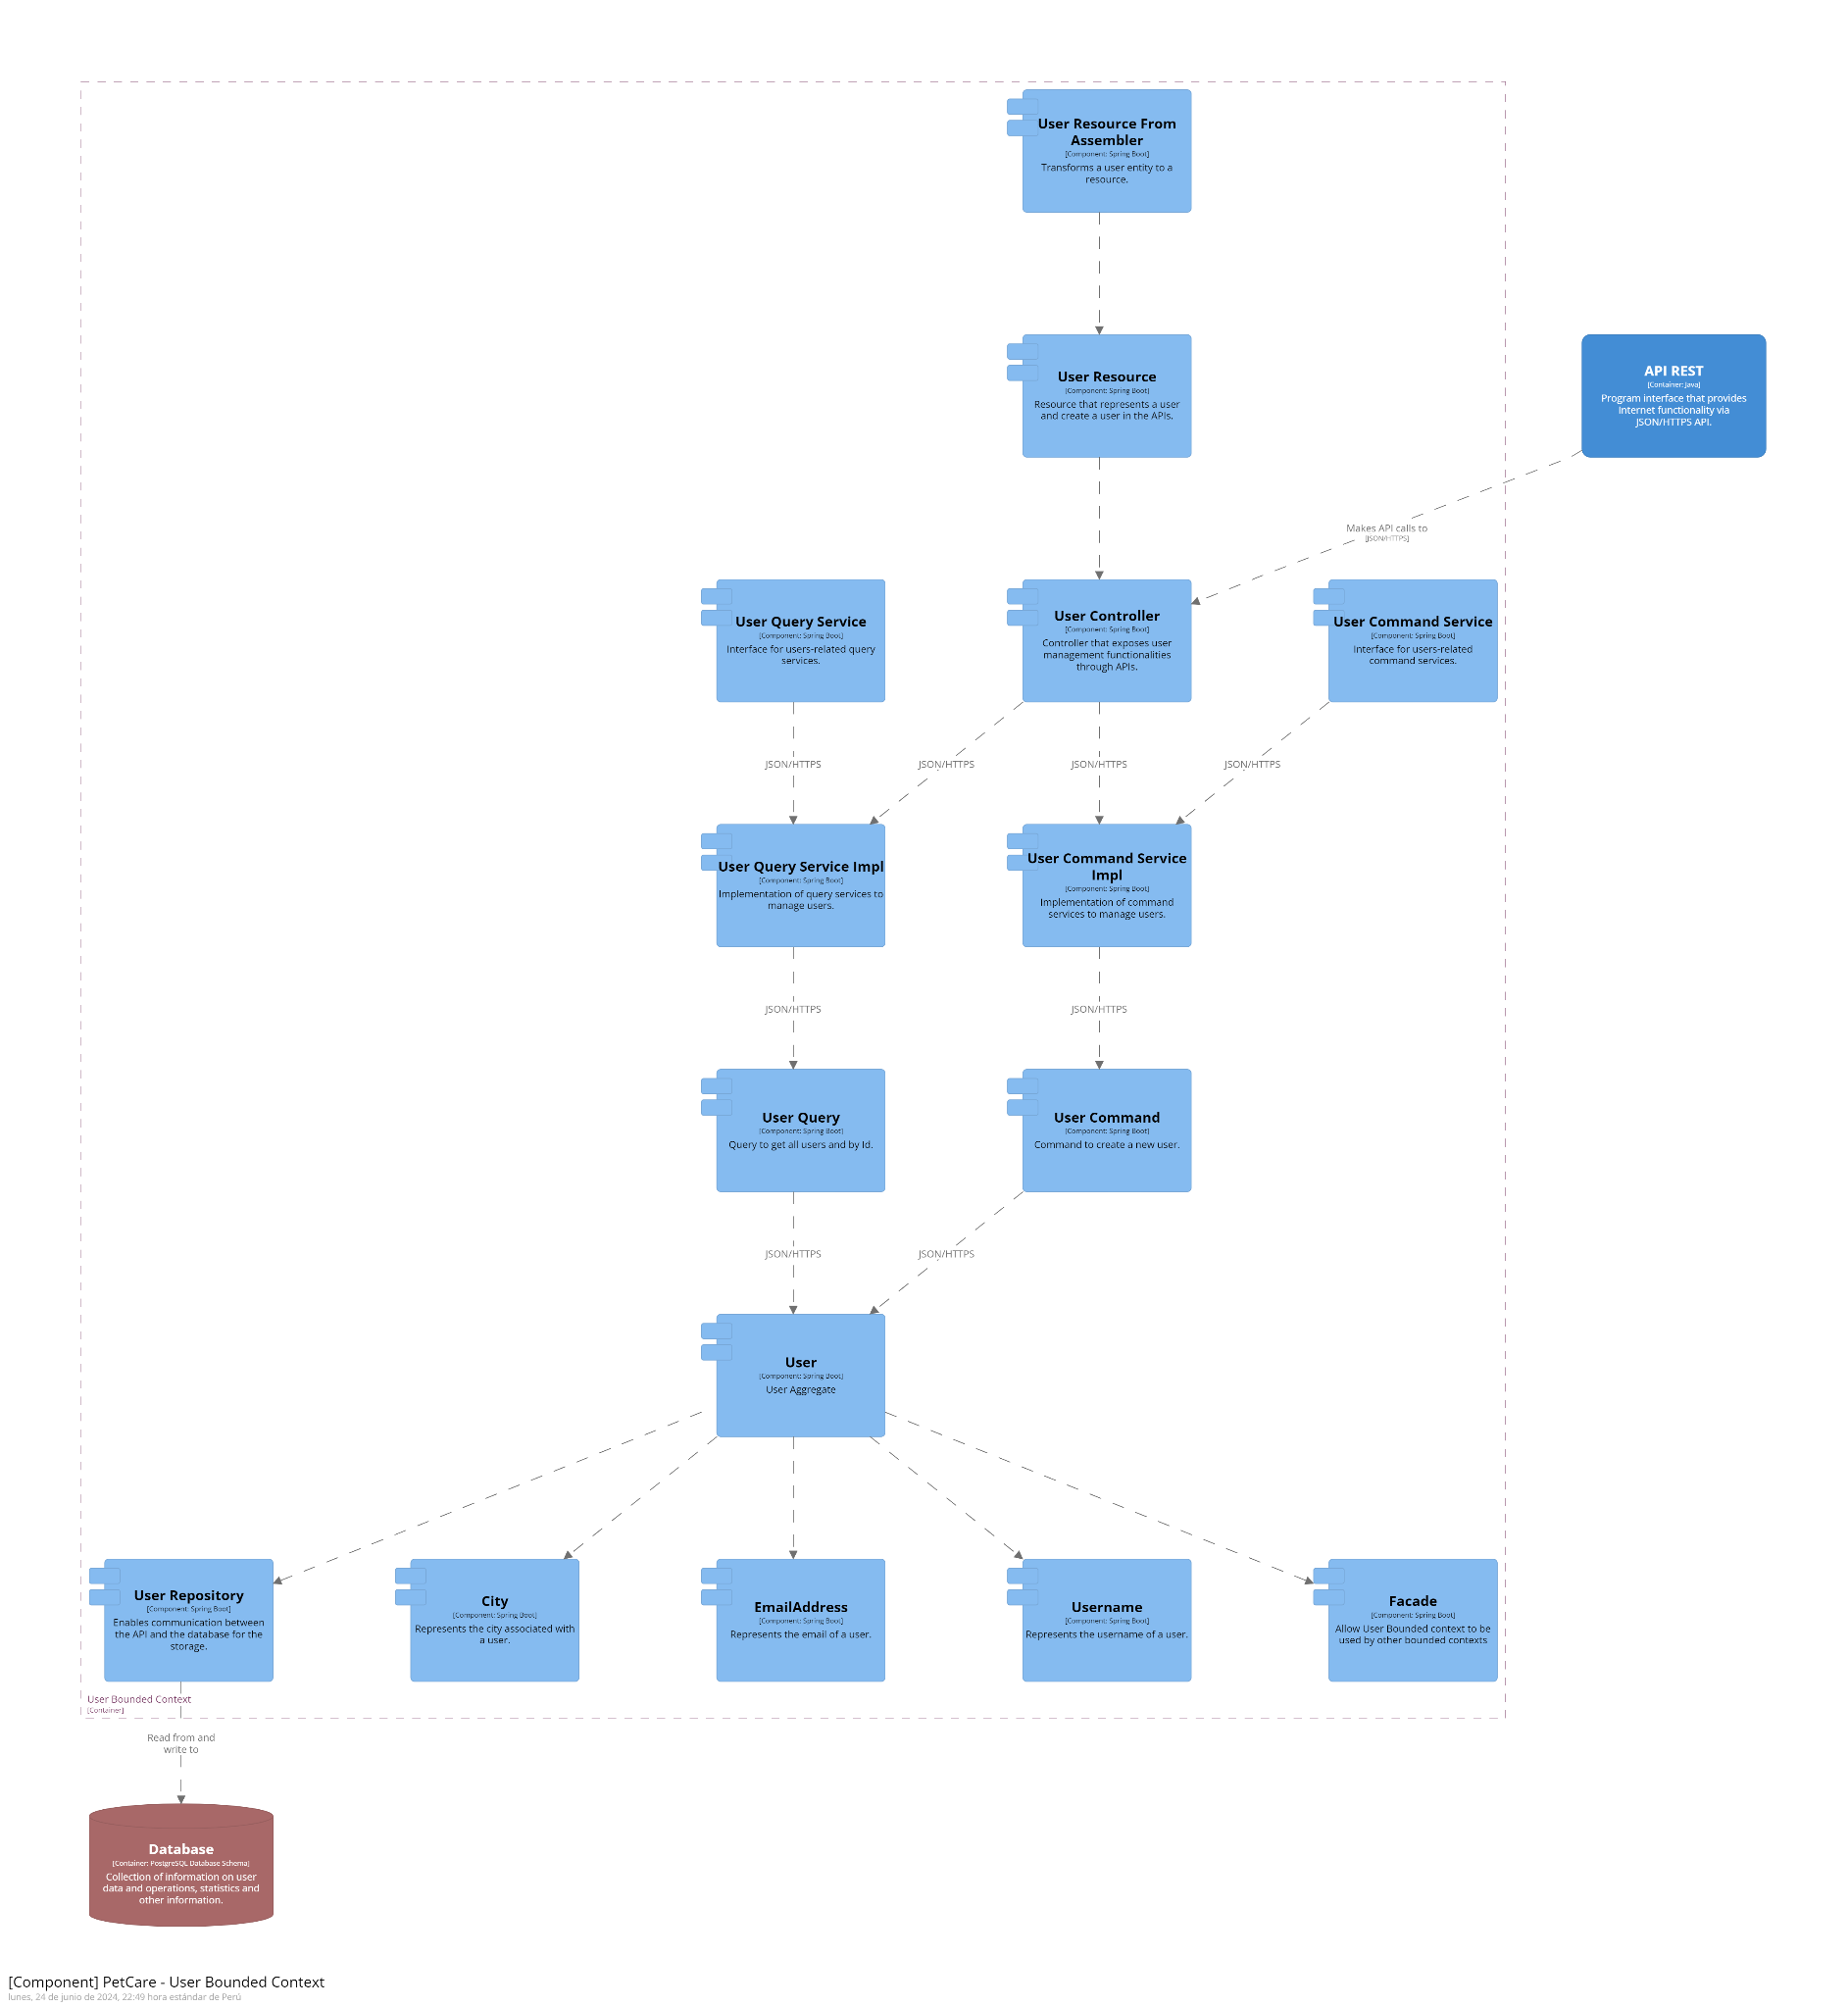 User Resource From
Assembler
[Component: Spring Boot]
Transforms a user entity to a
resource.
User Resource
[Component: Spring Boot]
Resource that represents a user
and create a user in the APIs.
API REST
[Container: Java]
Program interface that provides
Internet functionality via
JSON/HTTPS API.
Makes API calls to
[JSON/HTTPS]
User Query Service
[Component: Spring Boot]
Interface for users-related query
services.
User Controller
[Component: Spring Boot]
Controller that exposes user
management functionalities
through APIs.
User Command Service
[Component: Spring Boot]
Interface for users-related
command services.
JSON/HTTPS
JSON/HTTPS
JSON/HTTPS
JSON/HTTPS
User Query Service Impl
[Component: Spring Boot]
Implementation of query services to
manage users.
User Command Service
Impl
[Component: Spring Boot]
Implementation of command
services to manage users.
JSON/HTTPS
JSON/HTTPS
User Query
[Component: Spring Boot]
Query to get all users and by Id.
User Command
[Component: Spring Boot]
Command to create a new user.
JSON/HTTPS
JSON/HTTPS
User
[Component: Spring Boot]
User Aggregate
User Repository
[Component: Spring Boot]
Enables communication between
the API and the database for the
storage.
City
[Component: Spring Boot]
Represents the city associated with
a user.
EmailAddress
[Component: Spring Boot]
Represents the email of a user.
Username
[Component: Spring Boot]
Represents the username of a user.
Facade
[Component: Spring Boot]
Allow User Bounded context to be
used by other bounded contexts
User Bounded Context
[Container]
Read from and
write to
Database
[Container: PostgreSQL Database Schema]
Collection of information on user
data and operations, statistics and
other information.
[Component] PetCare - User Bounded Context
lunes, 24 de junio de 2024, 22:49 hora estándar de Perú